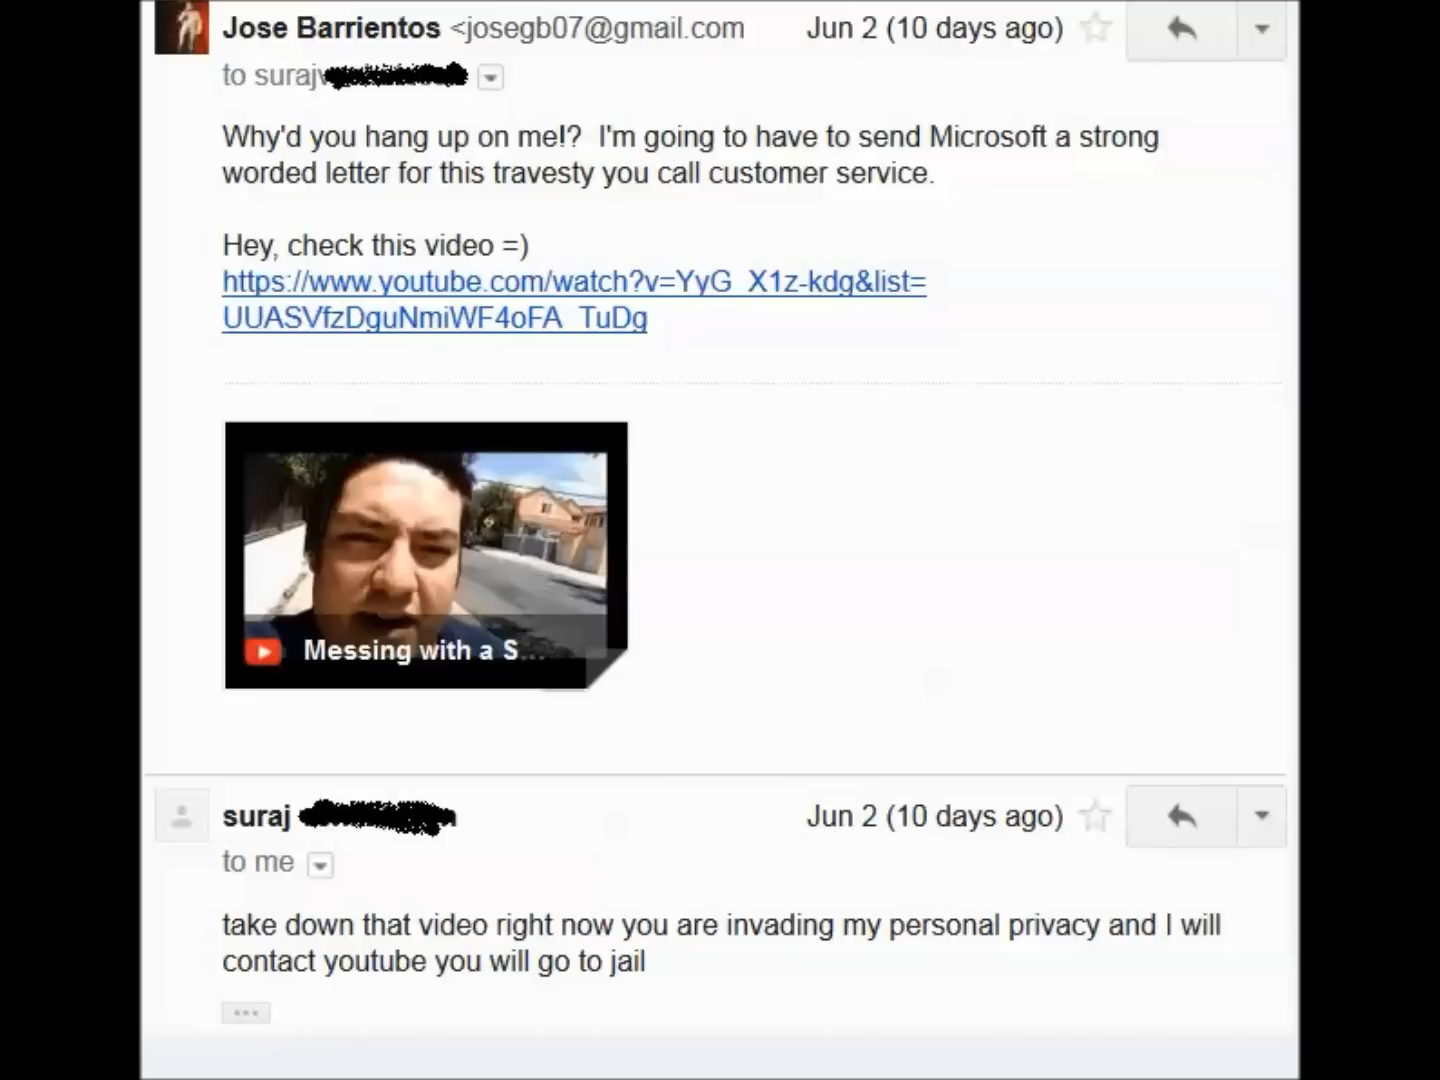 Jose Barrientos <josegb07@gmail.com Jun 2 (10 days ago)
to suraj
Why'd you hang up on me!? I'm going to have to send Microsoft a strong
worded letter for this travesty you call customer service.
Hey, check this video =)
https://www.youtube.com/watch?v=YyG_X1z-kdg&list=
UUASVfzDguNmiWF4oFA_TuDg
Messing with a S...
suraj Jun 2 (10 days ago)
to me
take down that video right now you are invading my personal privacy and I will
contact youtube you will go to jail